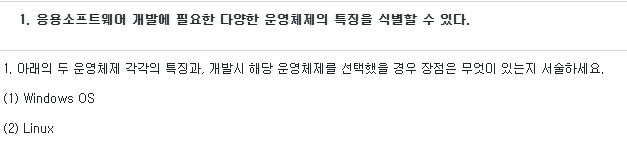 1. 응용소프트웨어 개발에 필요한 다양한 운영체제의 특징을 식별할 수 있다.
1. 아래의 두 운영체제 각각의 특징과, 개발시 해당 운영체제를 선택했을 경우 장점은 무엇이 있는지 서술하세요.
(1) Windows OS
(2) Linux